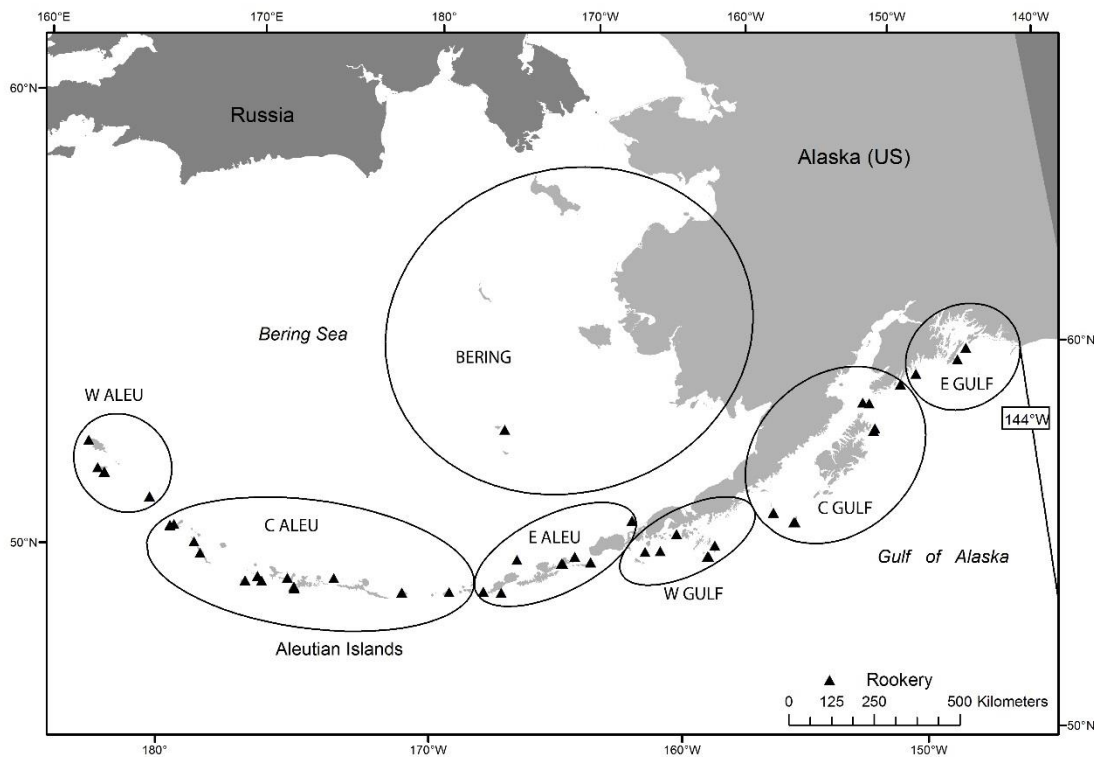 160°E 170°E 180° 170°W 160°W 150°W 140°W
60°N
Russia
Alaska (US)
Bering Sea
BERING
60°N
E GULF
W ALEU
144°W
C ALEU
E ALEU
C GULF
50°N
Gulf of Alaska
W GULF
Aleutian Islands
Rookery
0 125 250 500 Kilometers
50°N
180° 170°W 160°W 150°W